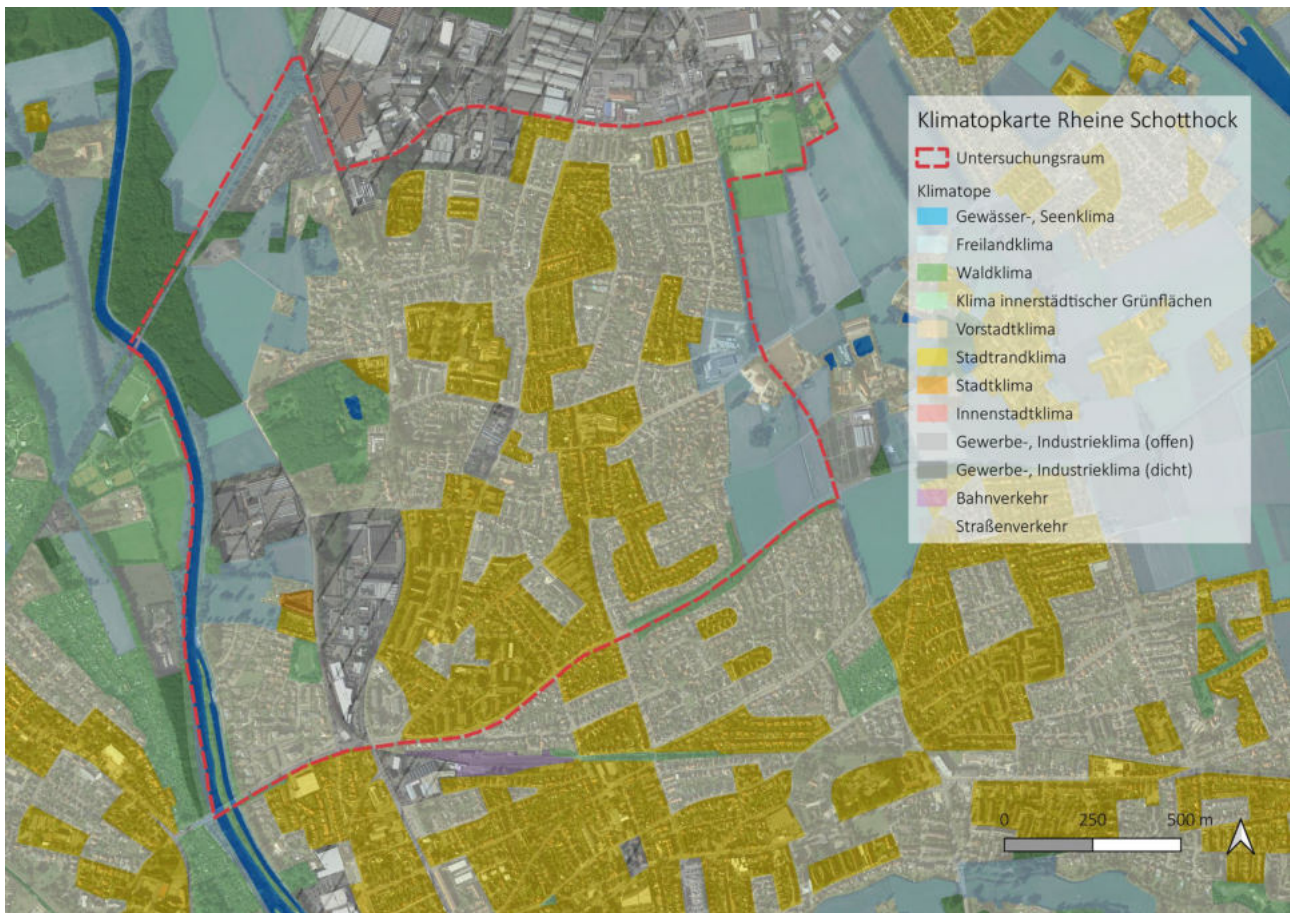 Klimatopkarte Rheine Schotthock
Untersuchungsraum
Klimatope
Gewässer-, Seenklima
Freilandklima
Waldklima
Klima innerstädtischer Grünflächen
Vorstadtklima
Stadtrandklima
Stadtklima
Innenstadtklima
Gewerbe-, Industrieklima (offen)
Gewerbe-, Industrieklima (dicht)
Bahnverkehr
Straßenverkehr
0 250 500 m